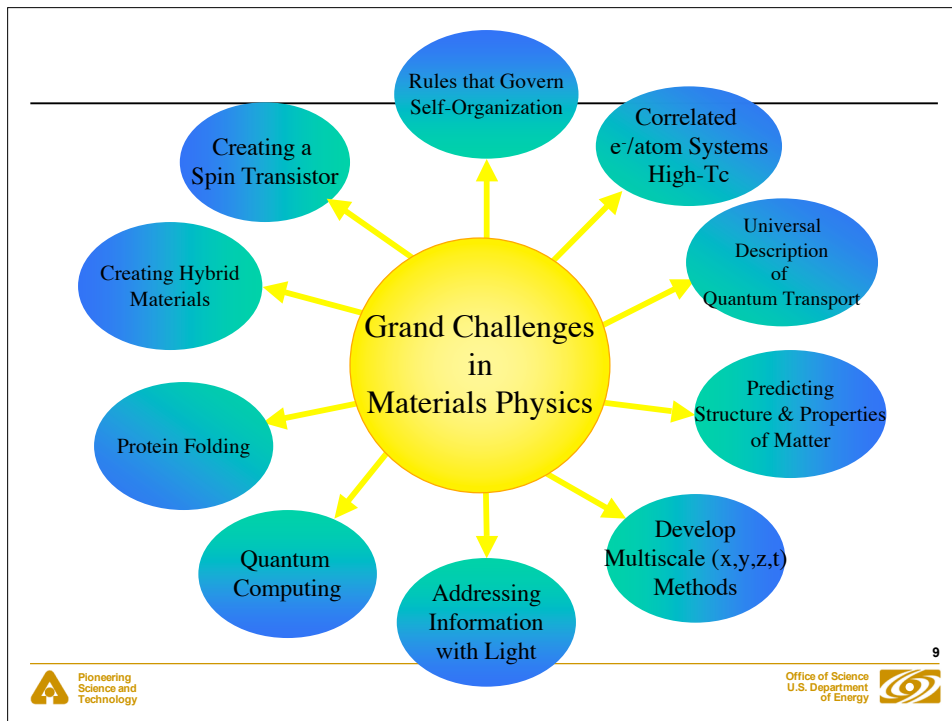 Rules that Govern
Self-Organization
Correlated
e-/atom Systems
High-Tc
Creating a
Spin Transistor
Universal
Description
of
Quantum Transport
Creating Hybrid
Materials
Grand Challenges
in
Materials Physics
Predicting
Structure & Properties
of Matter
Protein Folding
Develop
Multiscale (x,y,z,t)
Methods
Quantum
Computing
Addressing
Information
with Light
9
Pioneering
Science and
Technology
Office of Science
U.S. Department
of Energy